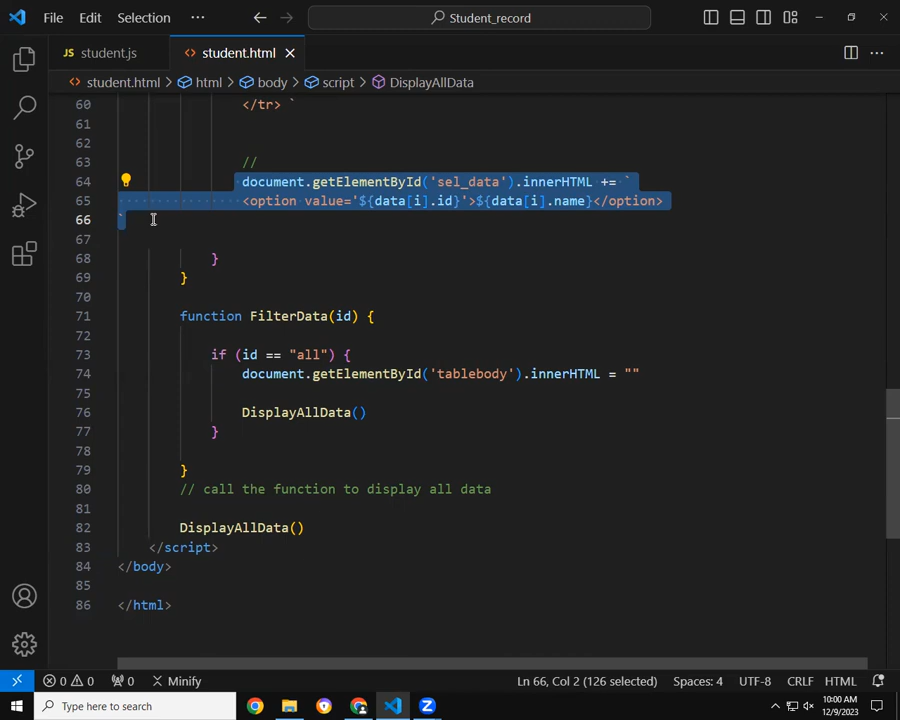 File Edit Selection ··· Student_record
JS student.js <> student.html
<> student.html > html > body > script > DisplayAllData
60 </tr> `
61
62
63 //
64 document.getElementById('sel_data').innerHTML += `
65 <option value='${data[i].id}'>${data[i].name}</option>
66 `
67
68 }
69 }
70
71 function FilterData(id) {
72
73 if (id == "all") {
74 document.getElementById('tablebody').innerHTML = ""
75
76 DisplayAllData()
77 }
78
79 }
80 // call the function to display all data
81
82 DisplayAllData()
83 </script>
84 </body>
85
86 </html>
0 0 0 Minify Ln 66, Col 2 (126 selected) Spaces: 4 UTF-8 CRLF HTML
Type here to search 10:00 AM
12/9/2023